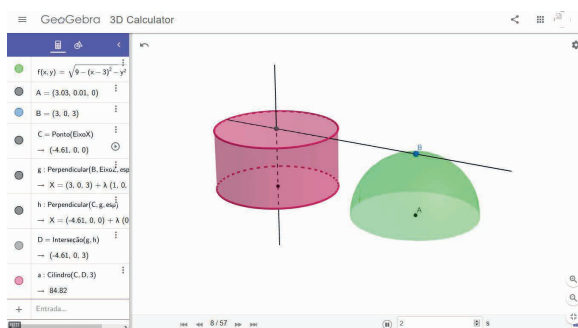 GeoGebra 3D Calculator
f(x, y) = √9 − (x − 3)² − y²
A = (3.03, 0.01, 0)
B = (3, 0, 3)
C = Ponto(EixoX)
→ (-4.61, 0, 0)
g : Perpendicular(B, EixoZ, esp
→ X = (3, 0, 3) + λ (1, 0,
h : Perpendicular(C, g, esp)
→ X = (-4.61, 0, 0) + λ (0
D = Interseção(g, h)
→ (-4.61, 0, 3)
a : Cilindro(C, D, 3)
→ 84.82
+ Entrada...
B
A
8 / 57
2 s